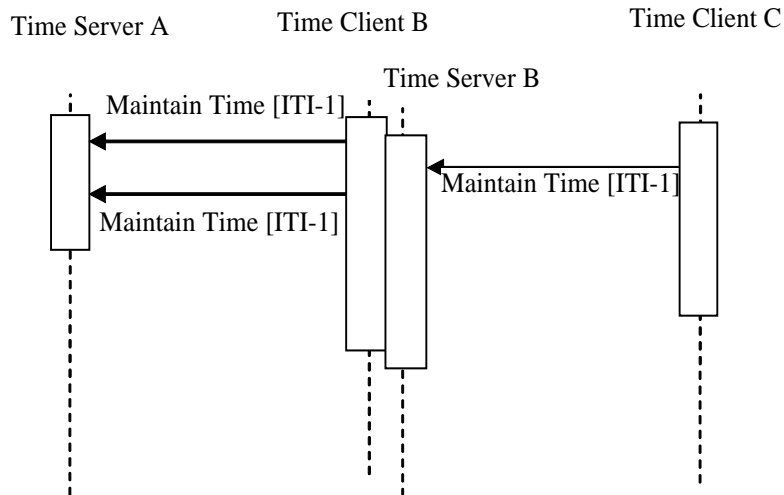 Time Server A
Time Client B
Time Client C
Time Server B
Maintain Time [ITI-1]
Maintain Time [ITI-1]
Maintain Time [ITI-1]